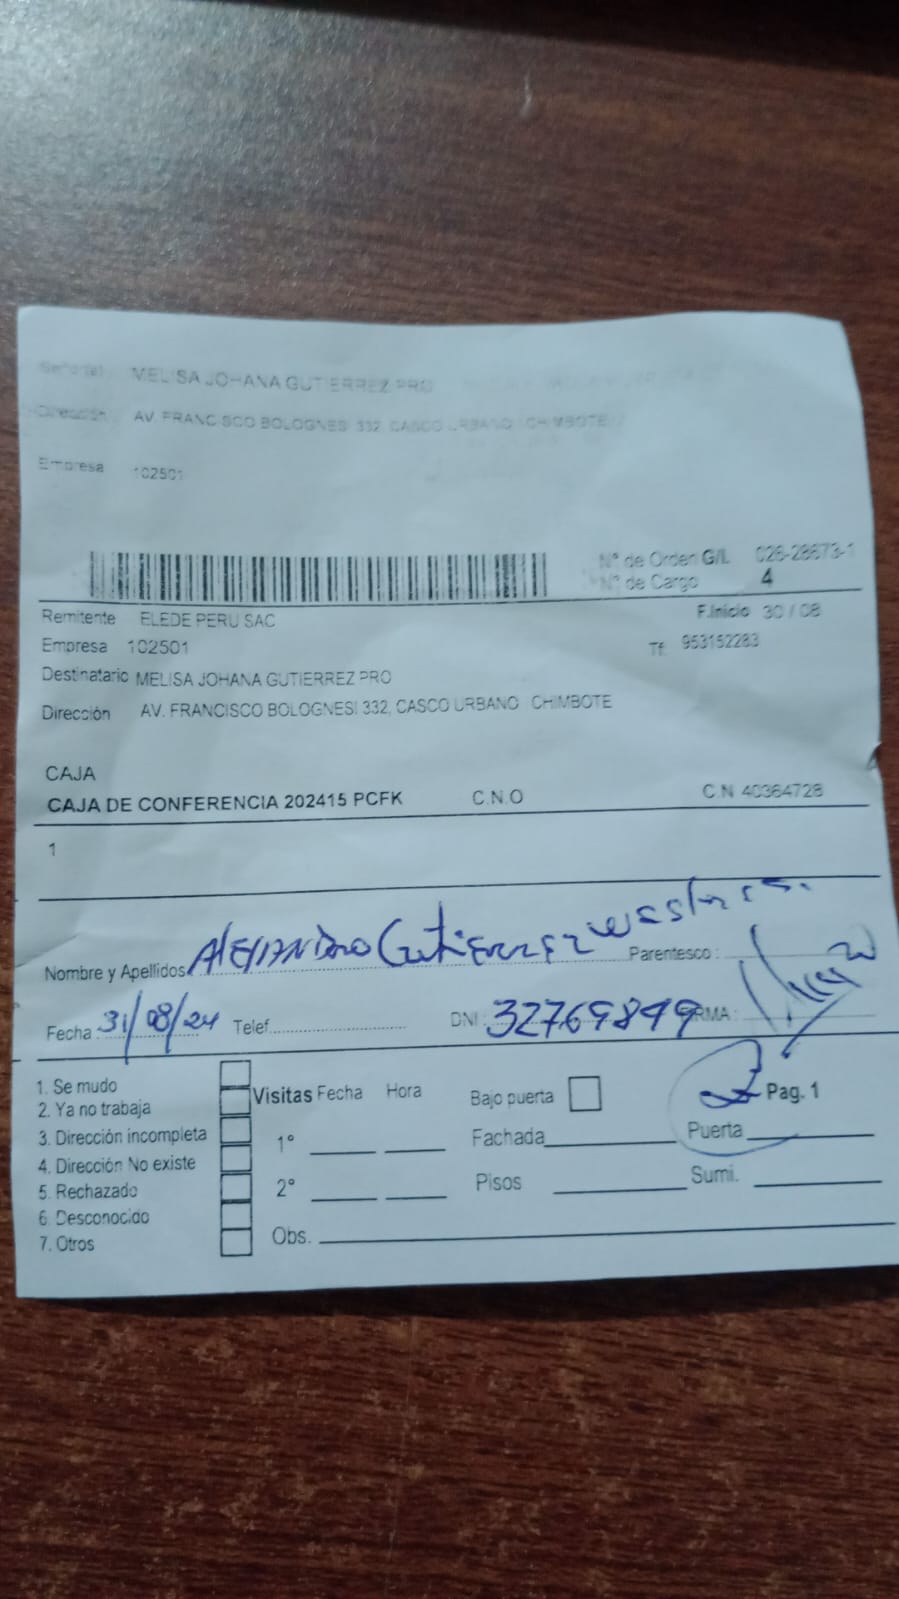 Señor(a) MELISA JOHANA GUTIERREZ PRO
Dirección AV. FRANCISCO BOLOGNESI 332, CASCO URBANO CHIMBOTE
Empresa 102501
N° de Orden G/L 026-28673-1
N° de Cargo 4
Remitente ELEDE PERU SAC F.Inicio 30 / 08
Empresa 102501 Tf. 953152283
Destinatario MELISA JOHANA GUTIERREZ PRO
Dirección AV. FRANCISCO BOLOGNESI 332, CASCO URBANO CHIMBOTE
CAJA
CAJA DE CONFERENCIA 202415 PCFK C.N.O C.N 40364728
1
Nombre y Apellidos Alejandro Gutierrez Parentesco :
Fecha : 31/08/24 Telef. DNI : 32769849 FIRMA :
1. Se mudo Visitas Fecha Hora Bajo puerta Pag. 1
2. Ya no trabaja
3. Dirección incompleta 1° Fachada Puerta
4. Dirección No existe
5. Rechazado 2° Pisos Sumi.
6. Desconocido
7. Otros Obs.